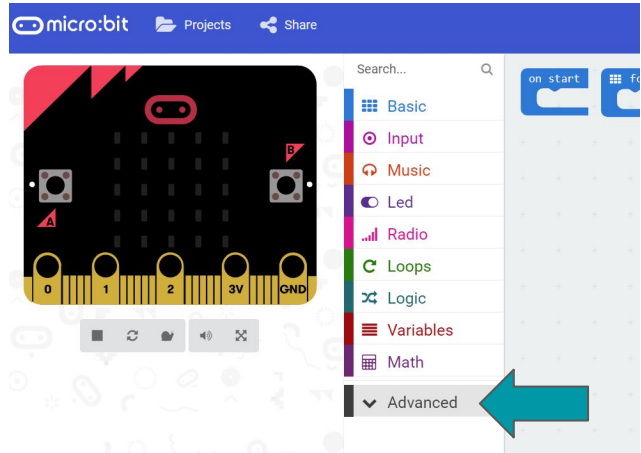 micro:bit Projects Share
Search...
Basic
Input
Music
Led
Radio
Loops
Logic
Variables
Math
Advanced
B
A
0 1 2 3V GND
on start
fo